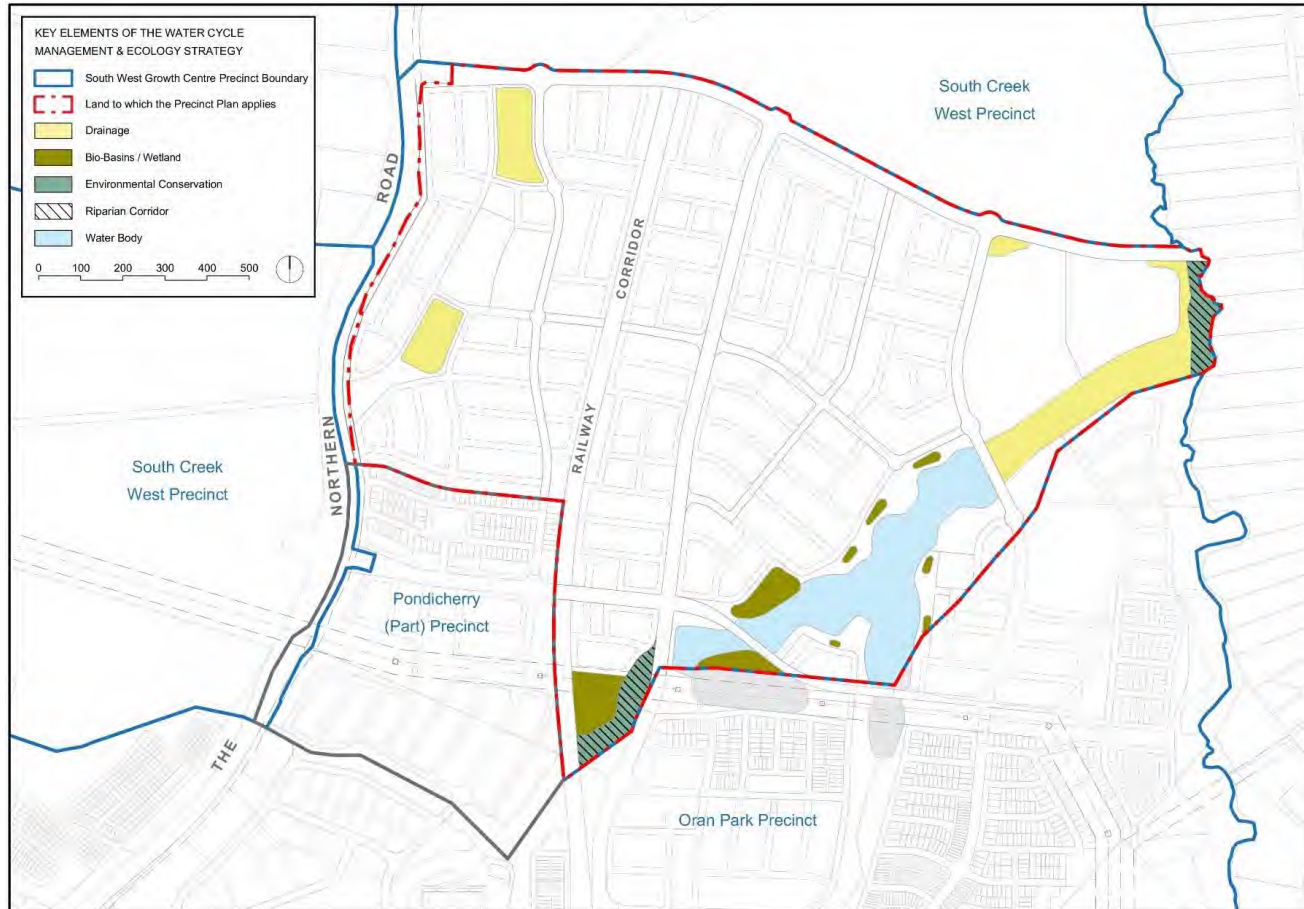 KEY ELEMENTS OF THE WATER CYCLE
MANAGEMENT & ECOLOGY STRATEGY
South West Growth Centre Precinct Boundary
Land to which the Precinct Plan applies
Drainage
Bio-Basins / Wetland
Environmental Conservation
Riparian Corridor
Water Body
0 100 200 300 400 500
South Creek
West Precinct
ROAD
CORRIDOR
RAILWAY
NORTHERN
South Creek
West Precinct
Pondicherry
(Part) Precinct
THE
Oran Park Precinct